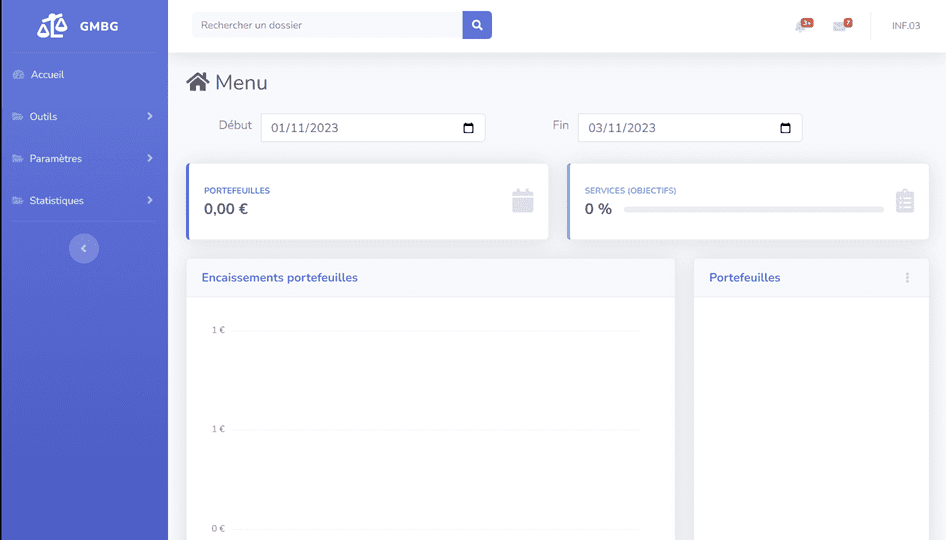 GMBG
Rechercher un dossier
3+
7
INF.03
Accueil
Outils
Paramètres
Statistiques
Menu
Début
01/11/2023
Fin
03/11/2023
PORTEFEUILLES
0,00 €
SERVICES (OBJECTIFS)
0 %
Encaissements portefeuilles
Portefeuilles
1 €
1 €
0 €